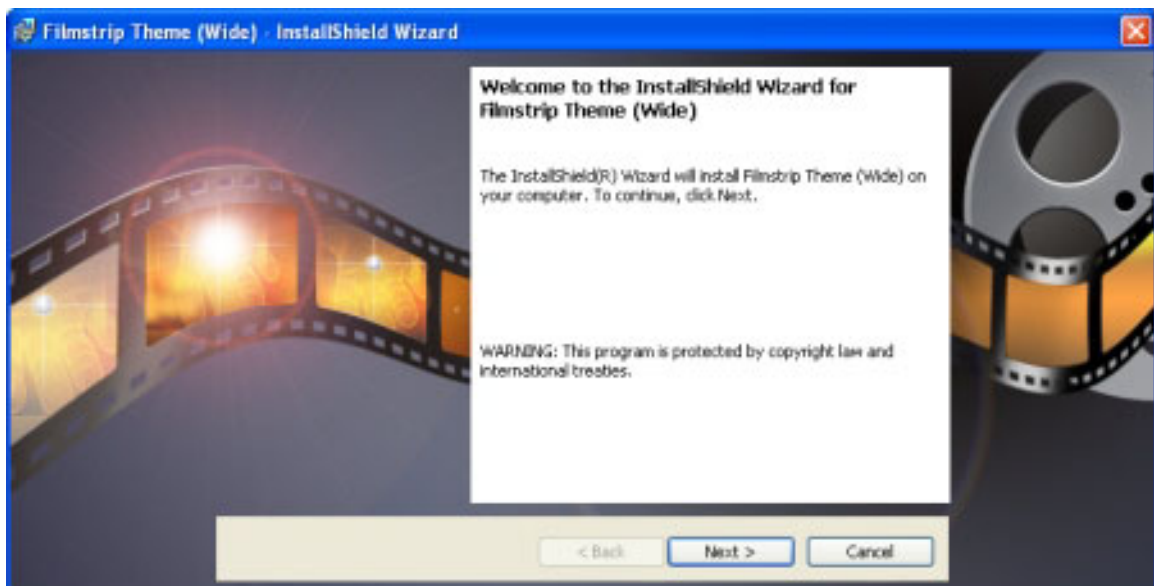 Filmstrip Theme (Wide) - InstallShield Wizard
Welcome to the InstallShield Wizard for
Filmstrip Theme (Wide)
The InstallShield(R) Wizard will install Filmstrip Theme (Wide) on
your computer. To continue, click Next.
WARNING: This program is protected by copyright law and
international treaties.
< Back
Next >
Cancel